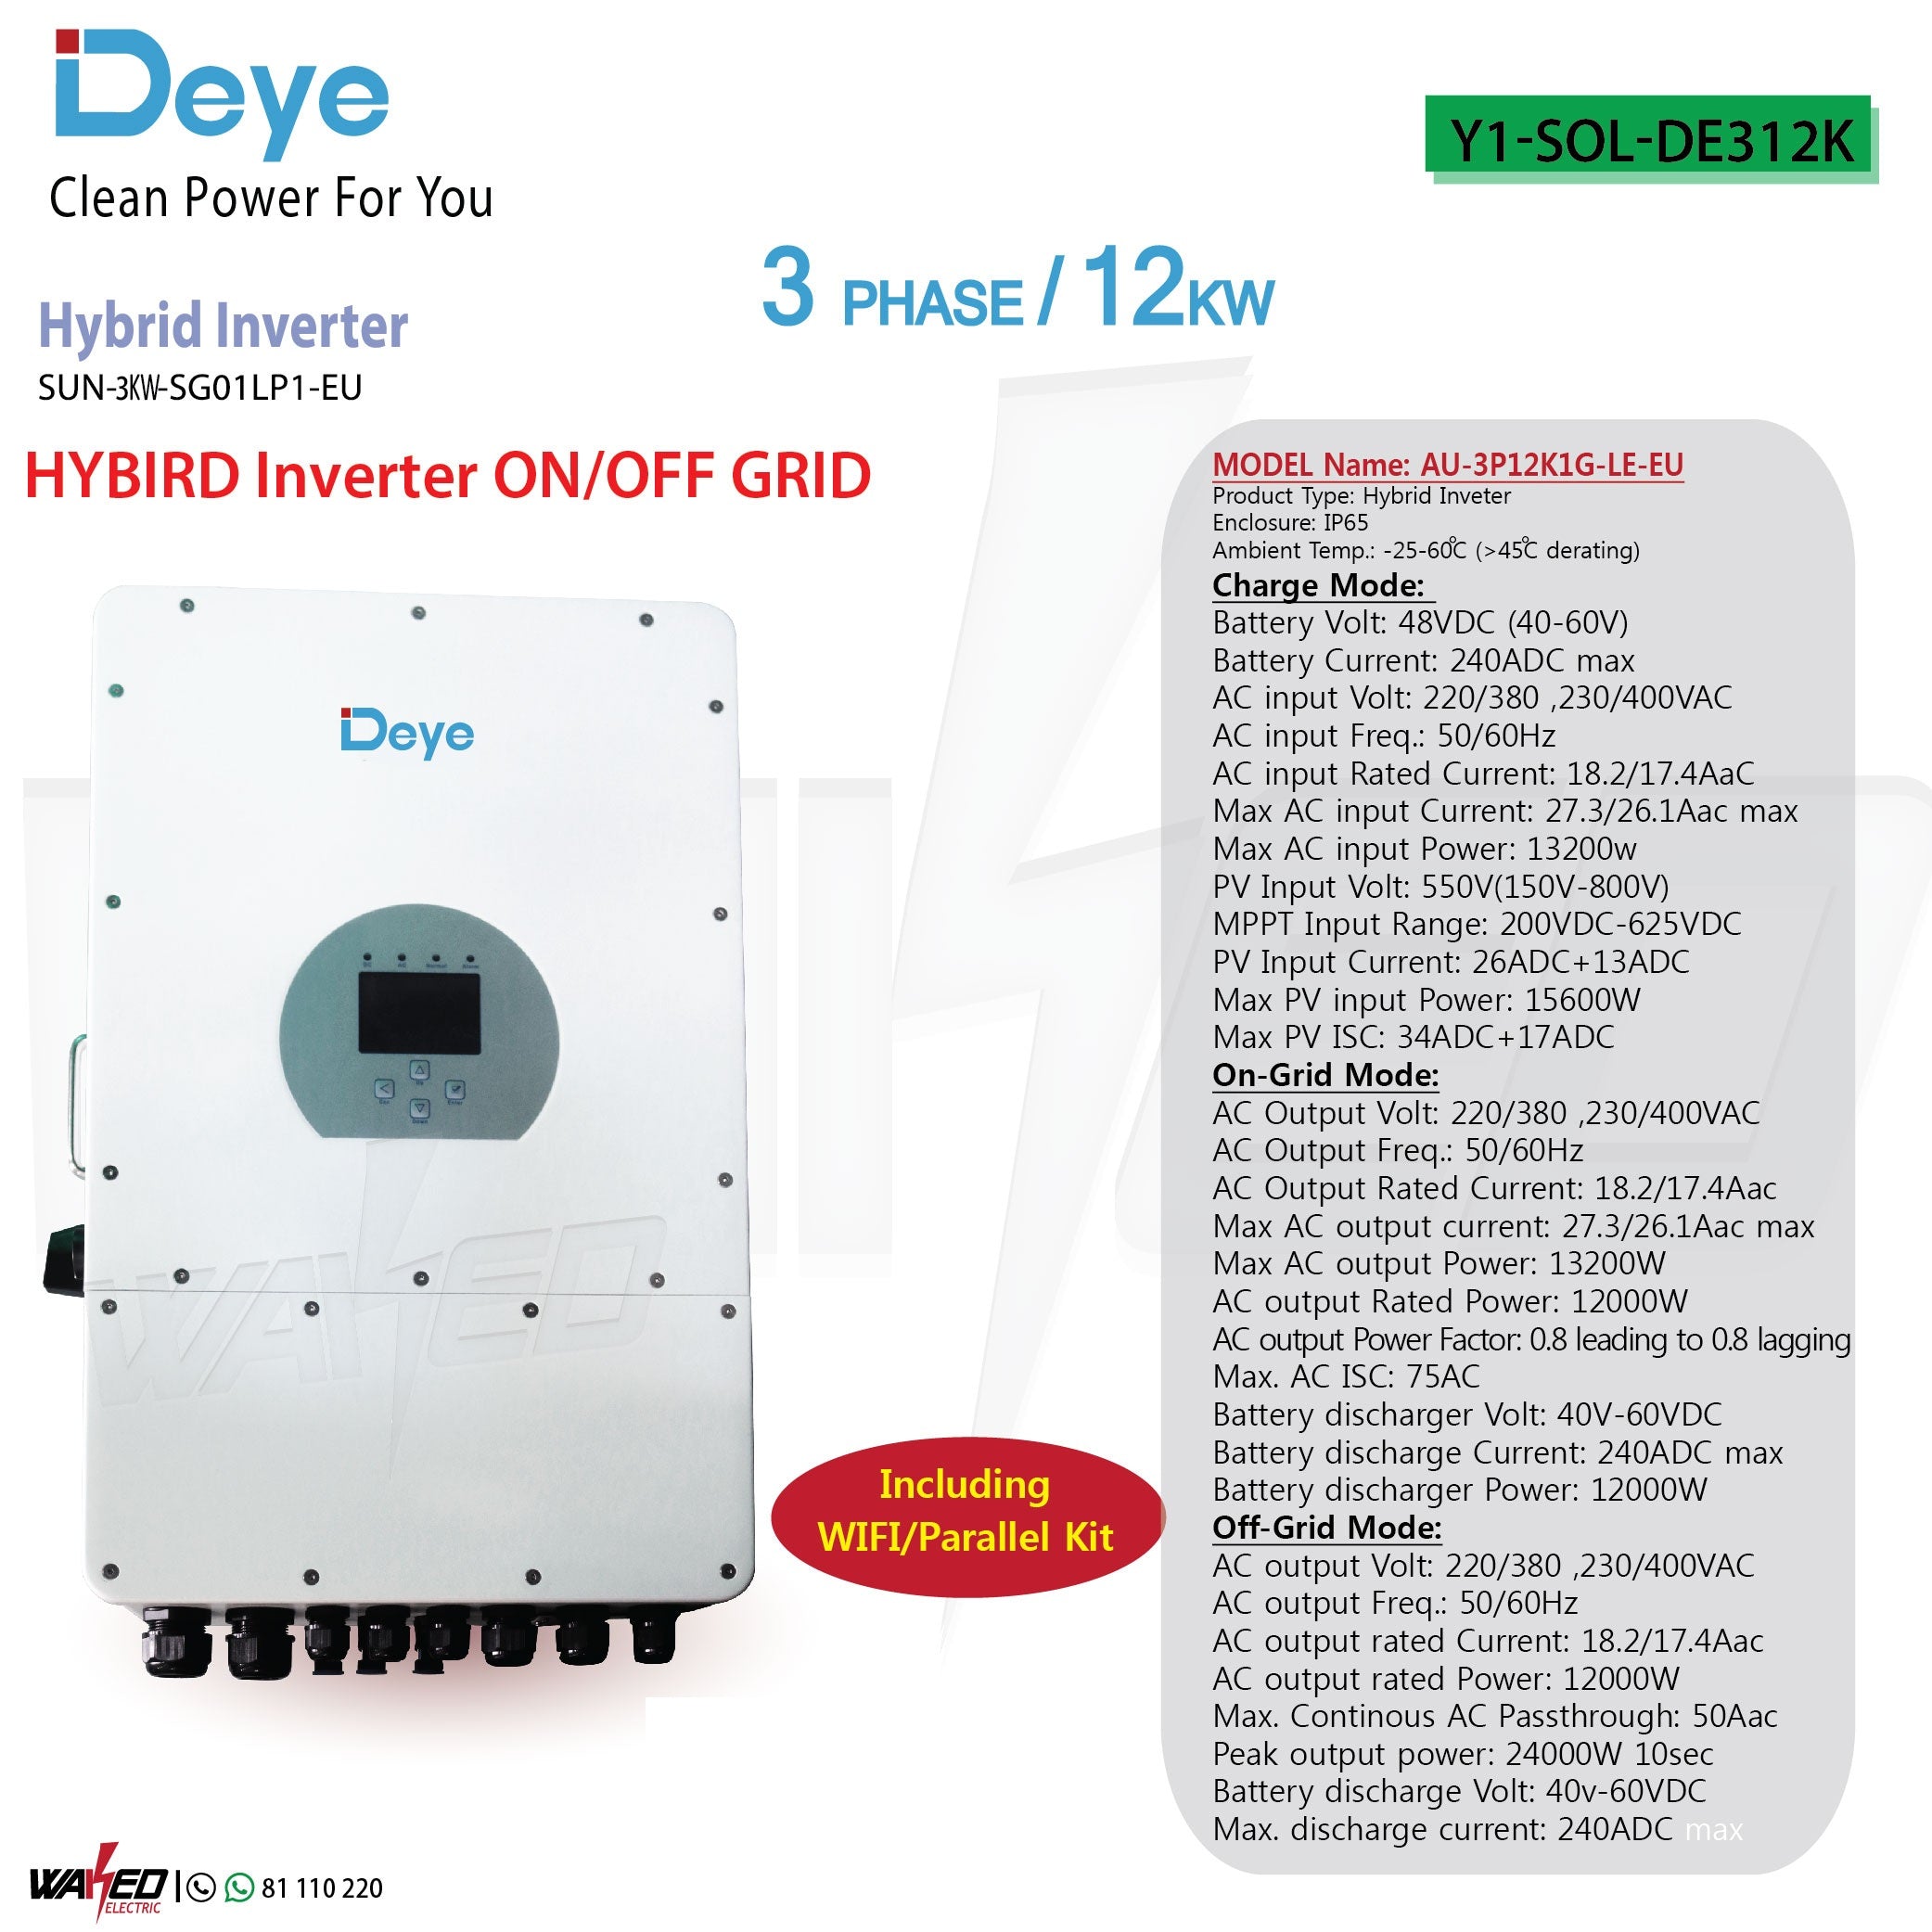 Deye
Clean Power For You
Y1-SOL-DE312K
3 PHASE / 12KW
Hybrid Inverter
SUN-3KW-SG01LP1-EU
HYBIRD Inverter ON/OFF GRID
MODEL Name: AU-3P12K1G-LE-EU
Product Type: Hybrid Inveter
Enclosure: IP65
Ambient Temp.: -25-60℃ (>45℃ derating)
Charge Mode:
Battery Volt: 48VDC (40-60V)
Battery Current: 240ADC max
AC input Volt: 220/380 ,230/400VAC
AC input Freq.: 50/60Hz
AC input Rated Current: 18.2/17.4AaC
Max AC input Current: 27.3/26.1Aac max
Max AC input Power: 13200w
PV Input Volt: 550V(150V-800V)
MPPT Input Range: 200VDC-625VDC
PV Input Current: 26ADC+13ADC
Max PV input Power: 15600W
Max PV ISC: 34ADC+17ADC
On-Grid Mode:
AC Output Volt: 220/380 ,230/400VAC
AC Output Freq.: 50/60Hz
AC Output Rated Current: 18.2/17.4Aac
Max AC output current: 27.3/26.1Aac max
Max AC output Power: 13200W
AC output Rated Power: 12000W
AC output Power Factor: 0.8 leading to 0.8 lagging
Max. AC ISC: 75AC
Battery discharger Volt: 40V-60VDC
Battery discharge Current: 240ADC max
Battery discharger Power: 12000W
Off-Grid Mode:
AC output Volt: 220/380 ,230/400VAC
AC output Freq.: 50/60Hz
AC output rated Current: 18.2/17.4Aac
AC output rated Power: 12000W
Max. Continous AC Passthrough: 50Aac
Peak output power: 24000W 10sec
Battery discharge Volt: 40v-60VDC
Max. discharge current: 240ADC max
Deye
DC AC Normal Alarm
Up
Esc Enter
Down
WAKED
Including
WIFI/Parallel Kit
WAKED
ELECTRIC
81 110 220